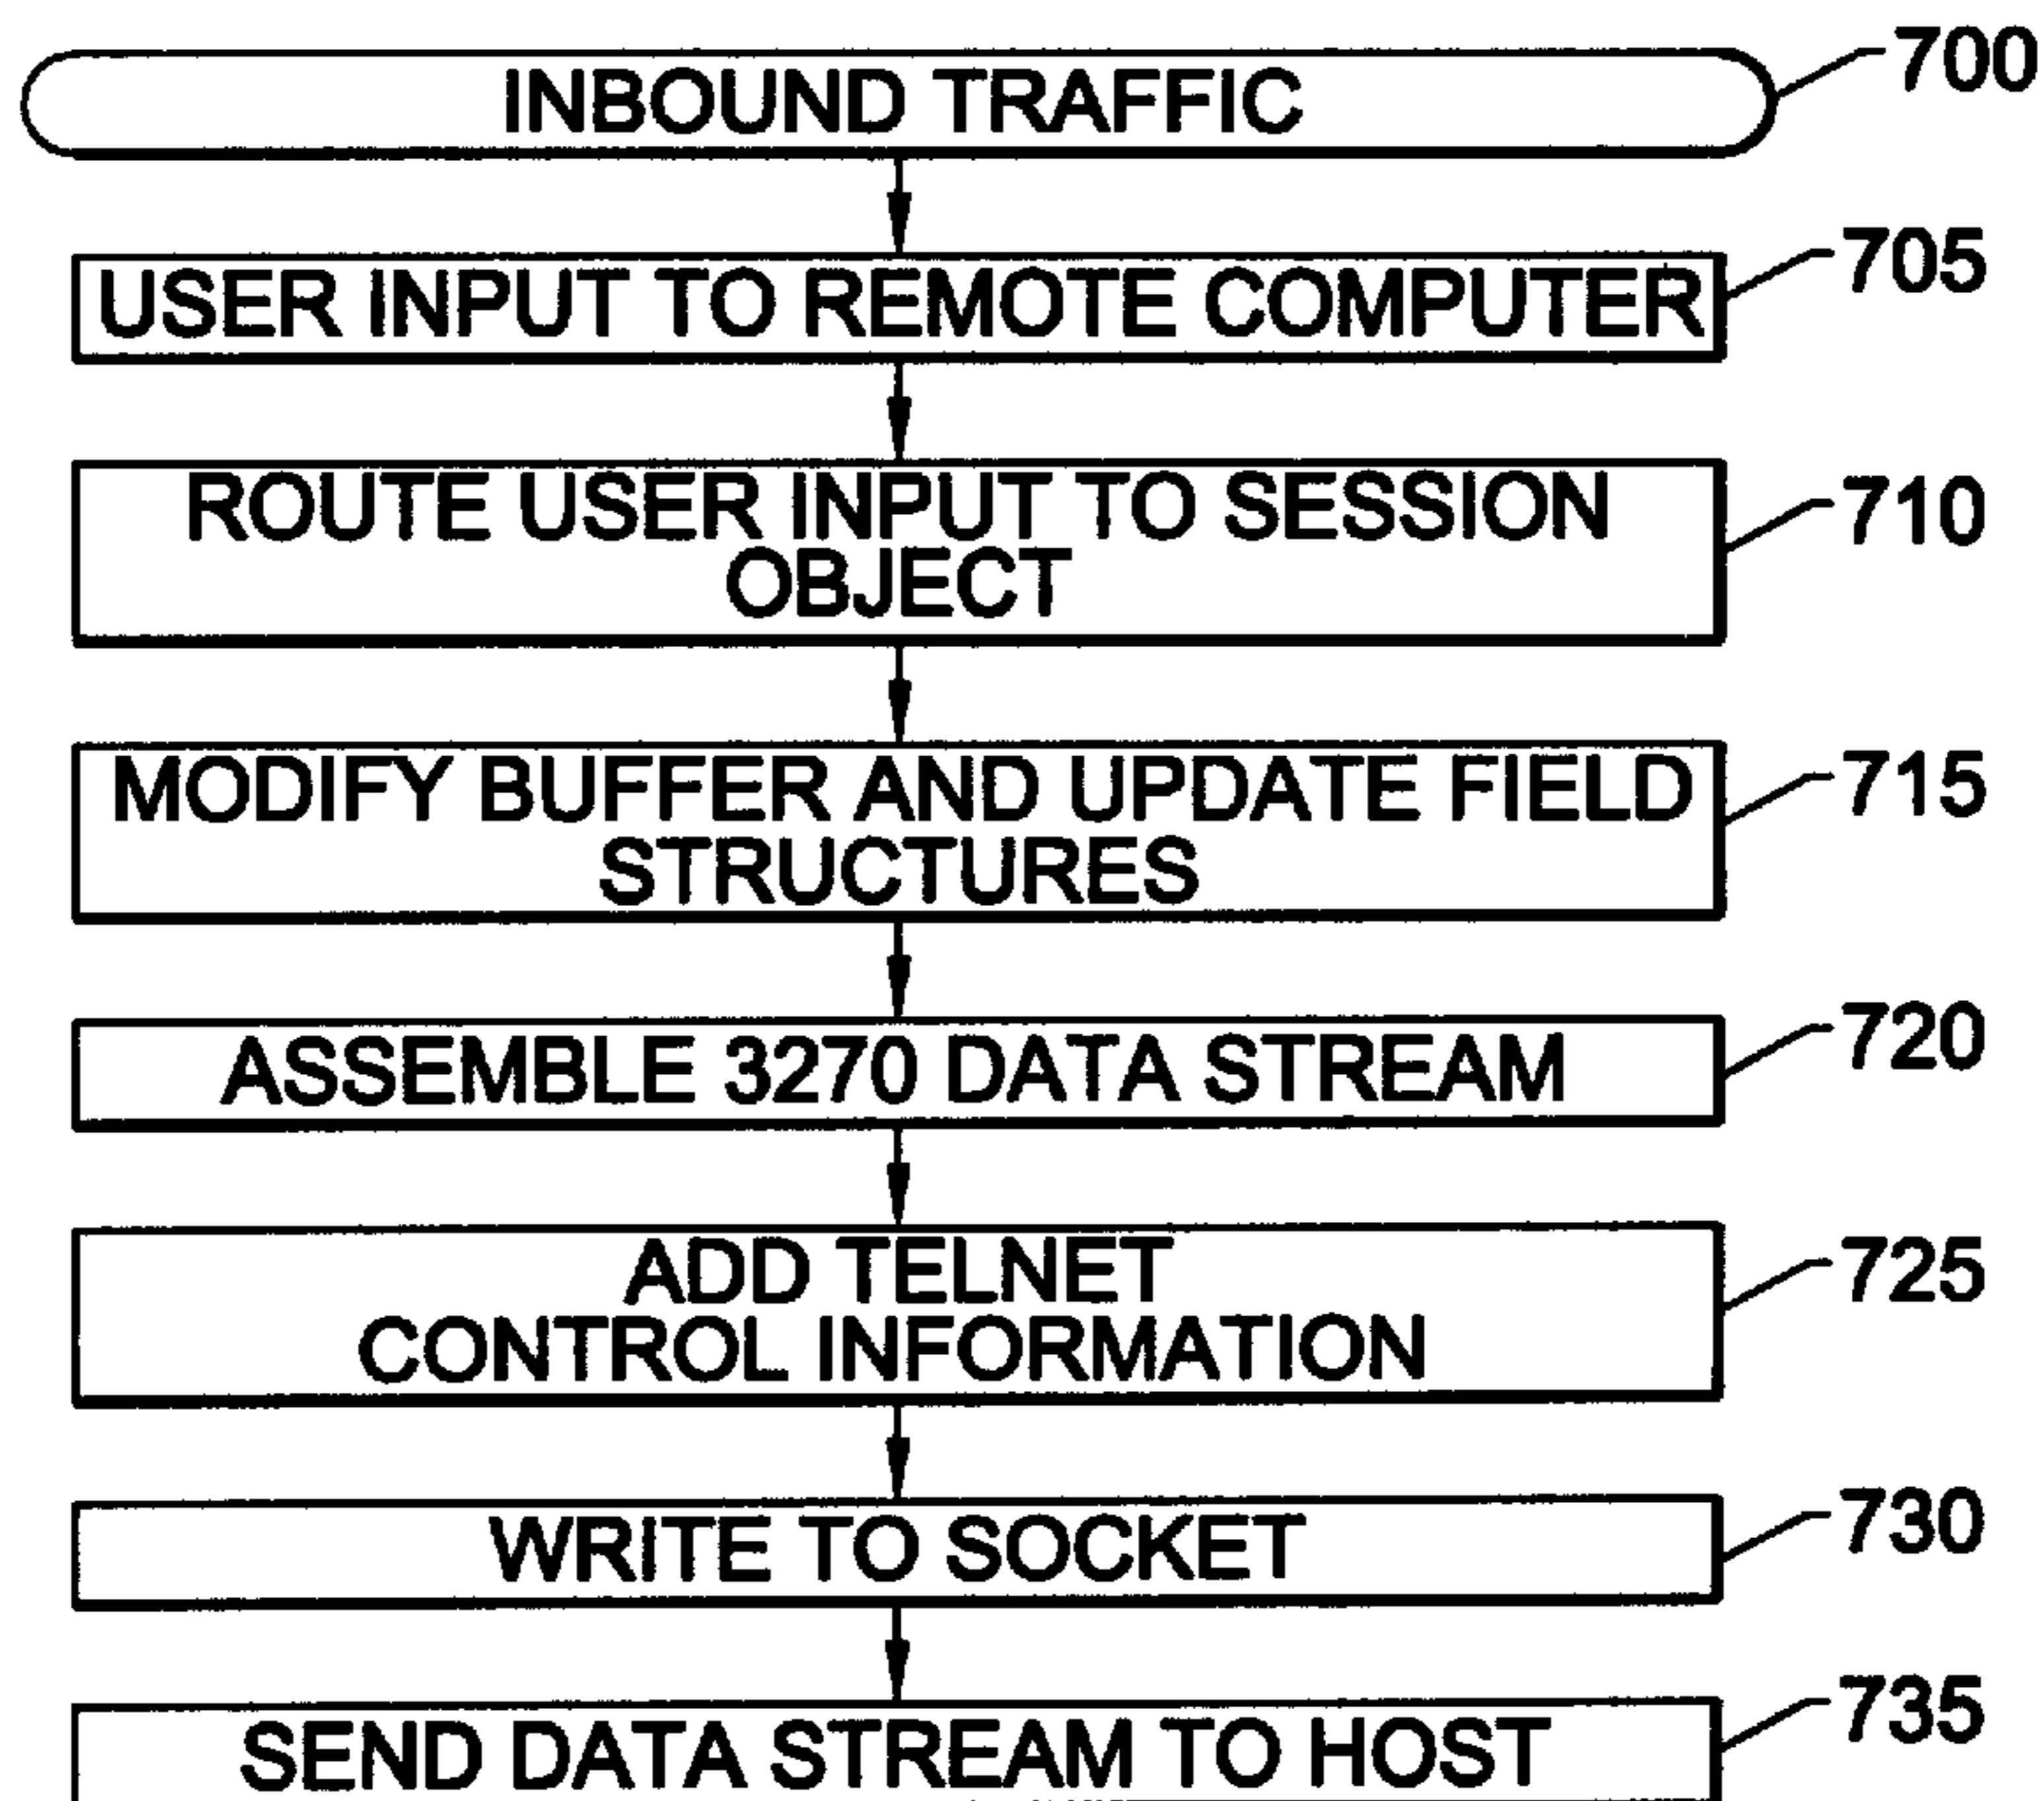 INBOUND TRAFFIC
700
USER INPUT TO REMOTE COMPUTER
705
ROUTE USER INPUT TO SESSION
OBJECT
710
MODIFY BUFFER AND UPDATE FIELD
STRUCTURES
715
ASSEMBLE 3270 DATA STREAM
720
ADD TELNET
CONTROL INFORMATION
725
WRITE TO SOCKET
730
SEND DATA STREAM TO HOST
735